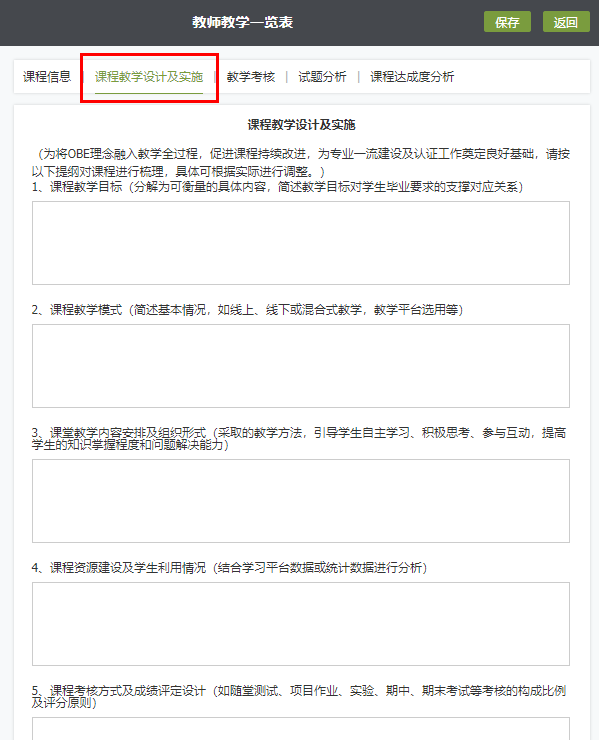 教师教学一览表
保存
返回
课程信息 | 课程教学设计及实施 | 教学考核 | 试题分析 | 课程达成度分析
课程教学设计及实施
（为将OBE理念融入教学全过程，促进课程持续改进，为专业一流建设及认证工作奠定良好基础，请按
以下提纲对课程进行梳理，具体可根据实际进行调整。）
1、课程教学目标（分解为可衡量的具体内容，简述教学目标对学生毕业要求的支撑对应关系）
2、课程教学模式（简述基本情况，如线上、线下或混合式教学，教学平台选用等）
3、课堂教学内容安排及组织形式（采取的教学方法，引导学生自主学习、积极思考、参与互动，提高
学生的知识掌握程度和问题解决能力）
4、课程资源建设及学生利用情况（结合学习平台数据或统计数据进行分析）
5、课程考核方式及成绩评定设计（如随堂测试、项目作业、实验、期中、期末考试等考核的构成比例
及评分原则）